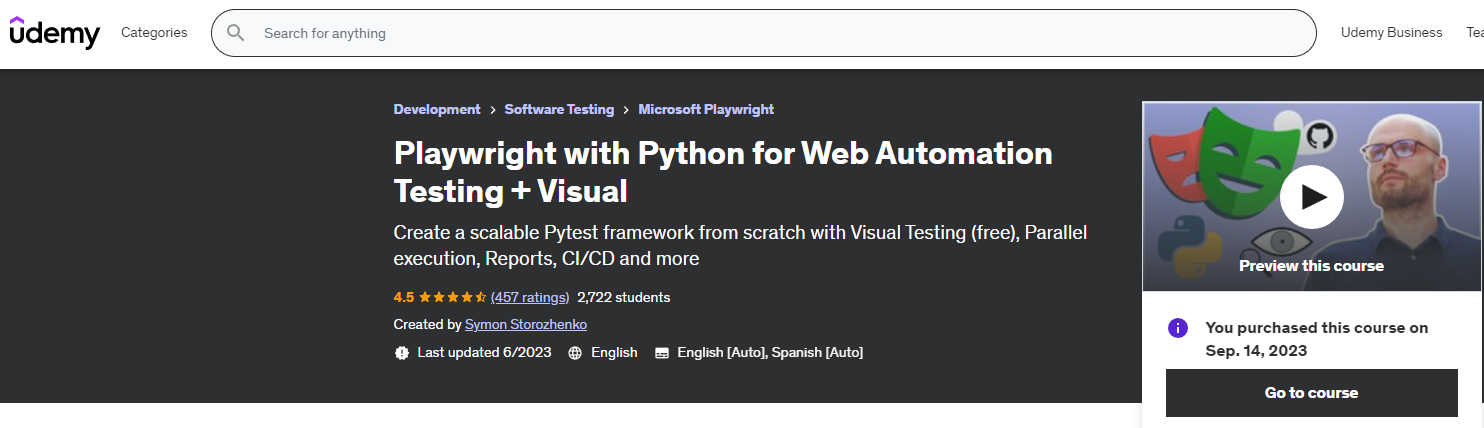 udemy Categories Search for anything Udemy Business
Development > Software Testing > Microsoft Playwright
Playwright with Python for Web Automation
Testing + Visual
Create a scalable Pytest framework from scratch with Visual Testing (free), Parallel
execution, Reports, CI/CD and more
4.5 (457 ratings) 2,722 students
Created by Symon Storozhenko
Last updated 6/2023 English English [Auto], Spanish [Auto]
Preview this course
You purchased this course on
Sep. 14, 2023
Go to course